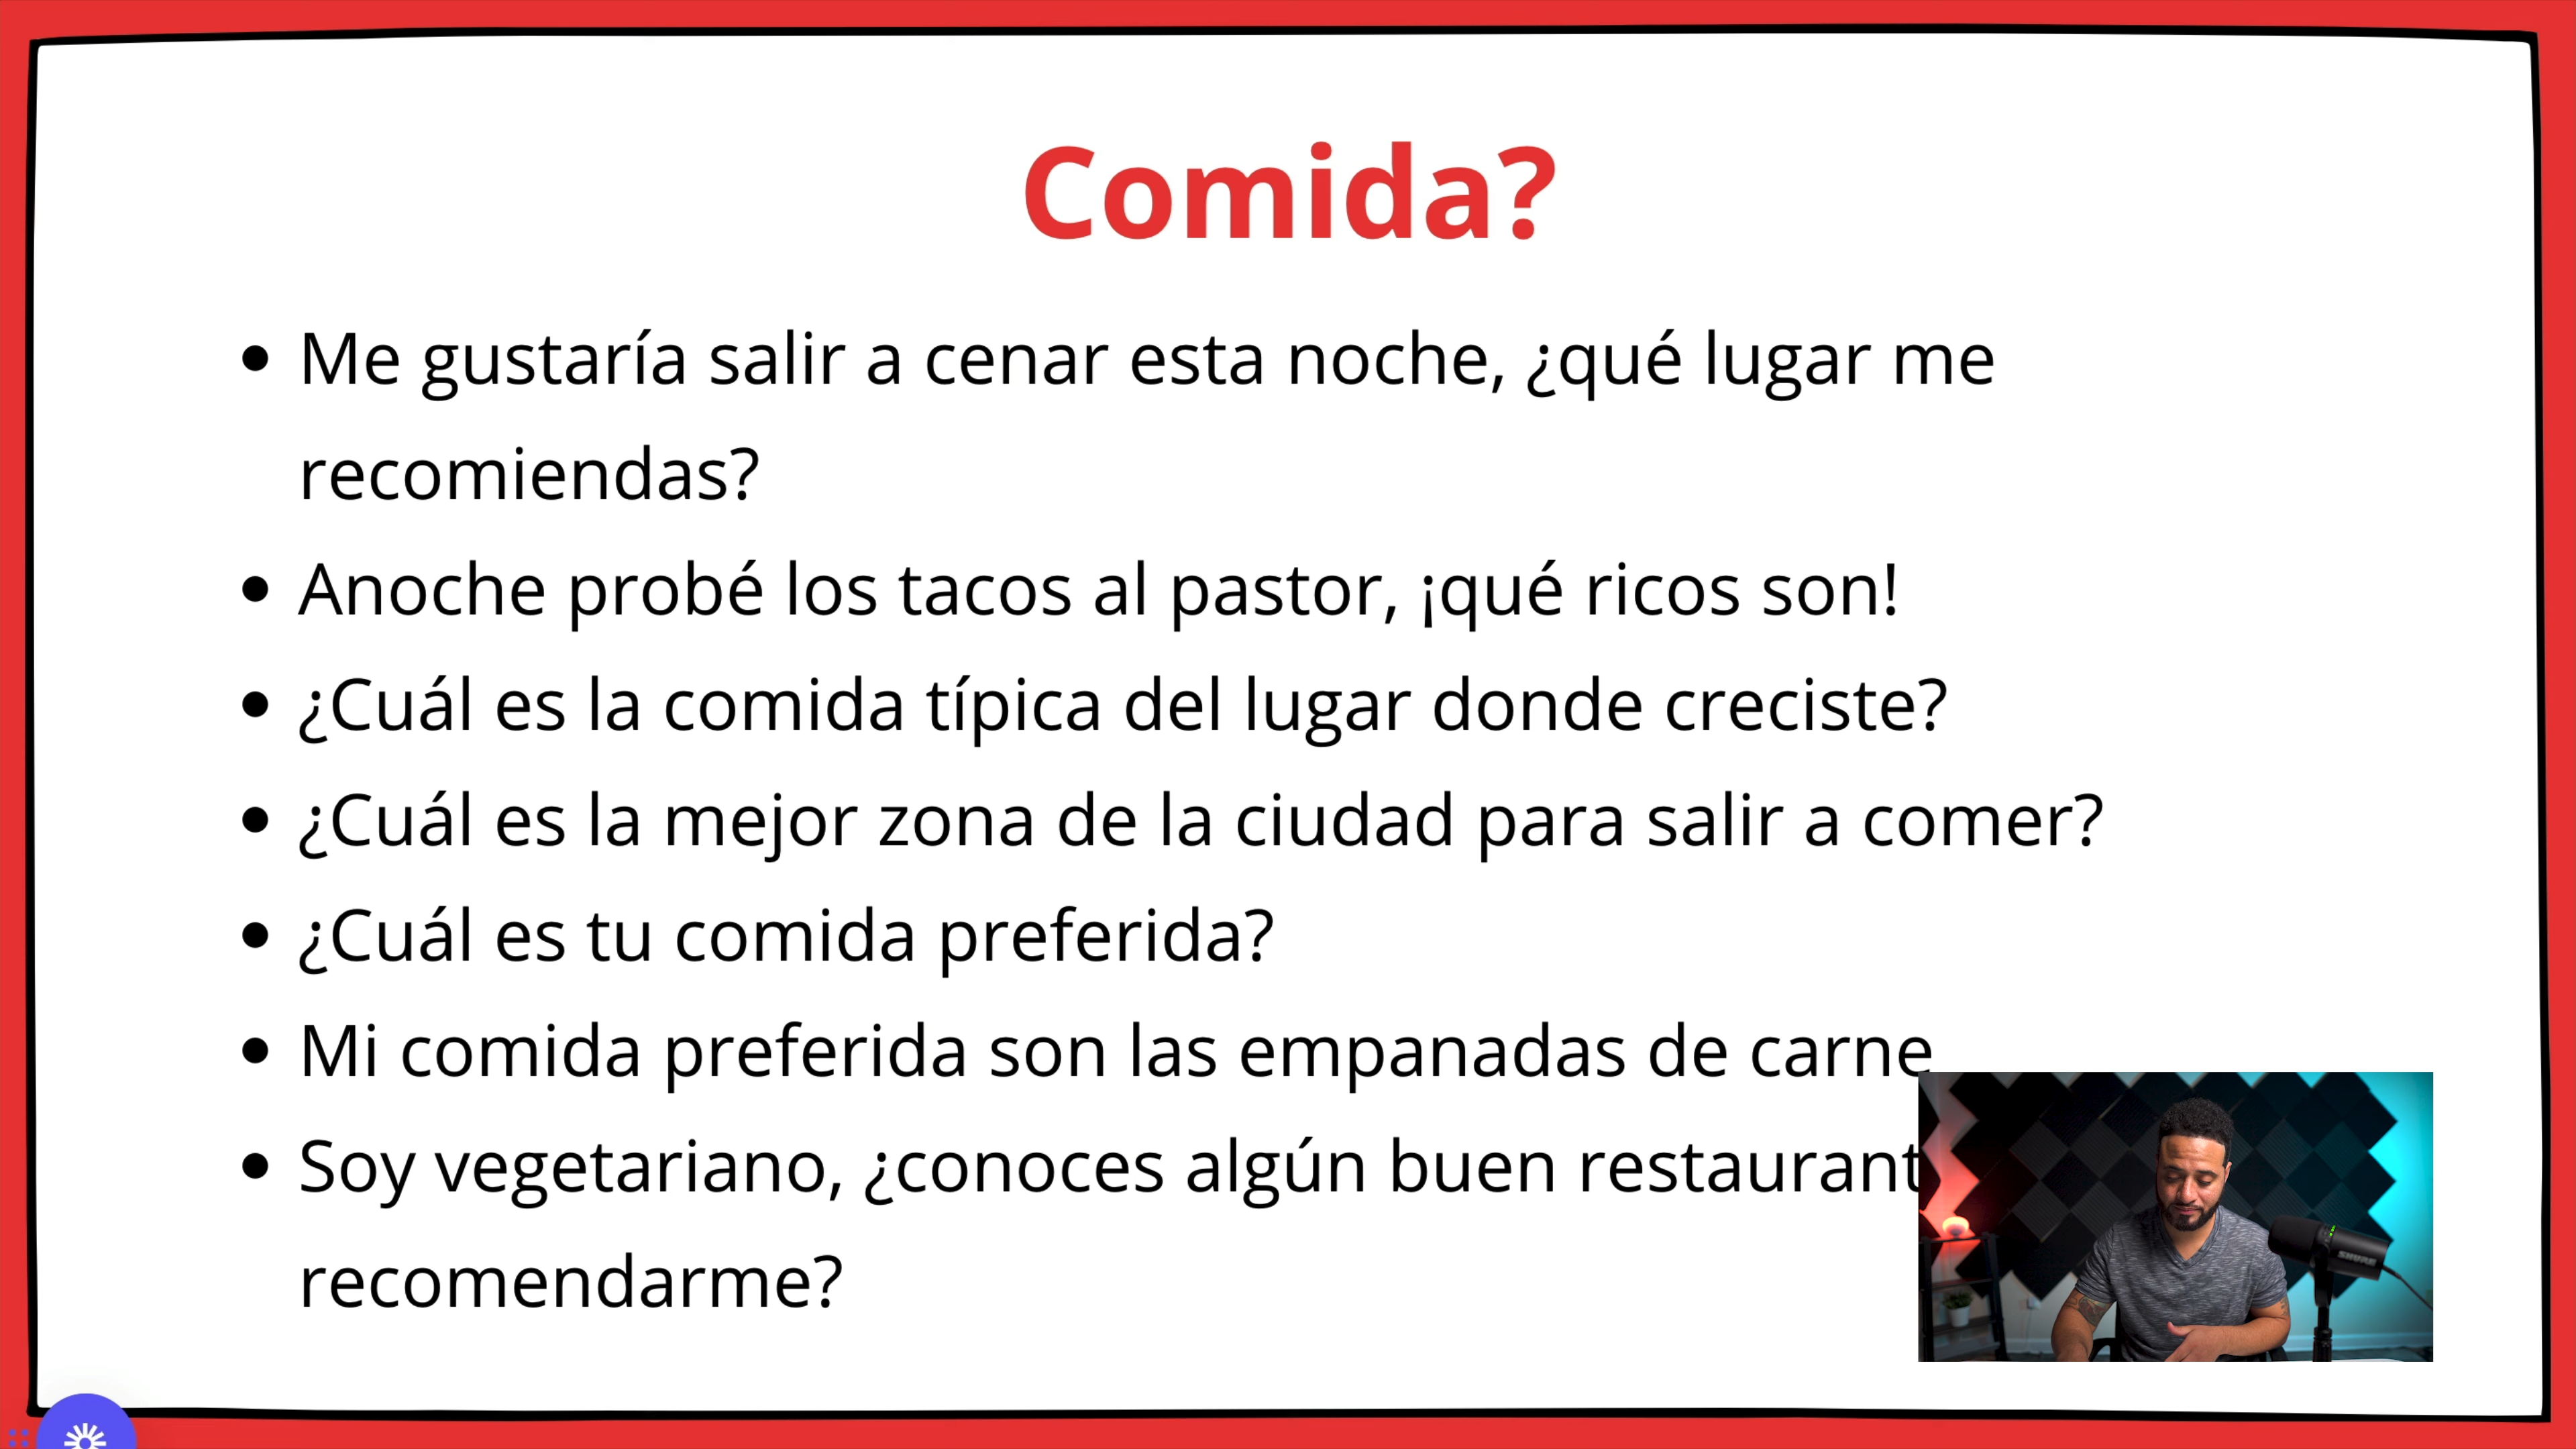 Comida?
• Me gustaría salir a cenar esta noche, ¿qué lugar me
recomiendas?
• Anoche probé los tacos al pastor, ¡qué ricos son!
• ¿Cuál es la comida típica del lugar donde creciste?
• ¿Cuál es la mejor zona de la ciudad para salir a comer?
• ¿Cuál es tu comida preferida?
• Mi comida preferida son las empanadas de carne
• Soy vegetariano, ¿conoces algún buen restaurant
recomendarme?
SHURE